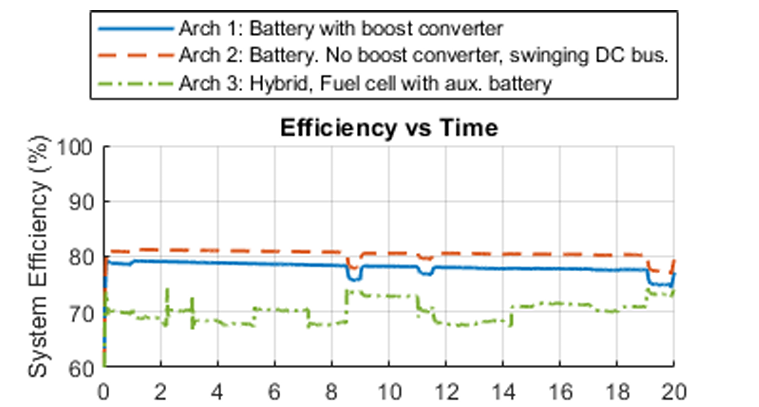 Arch 1: Battery with boost converter
Arch 2: Battery. No boost converter, swinging DC bus.
Arch 3: Hybrid, Fuel cell with aux. battery
Efficiency vs Time
System Efficiency (%)
100
90
80
70
60
0 2 4 6 8 10 12 14 16 18 20